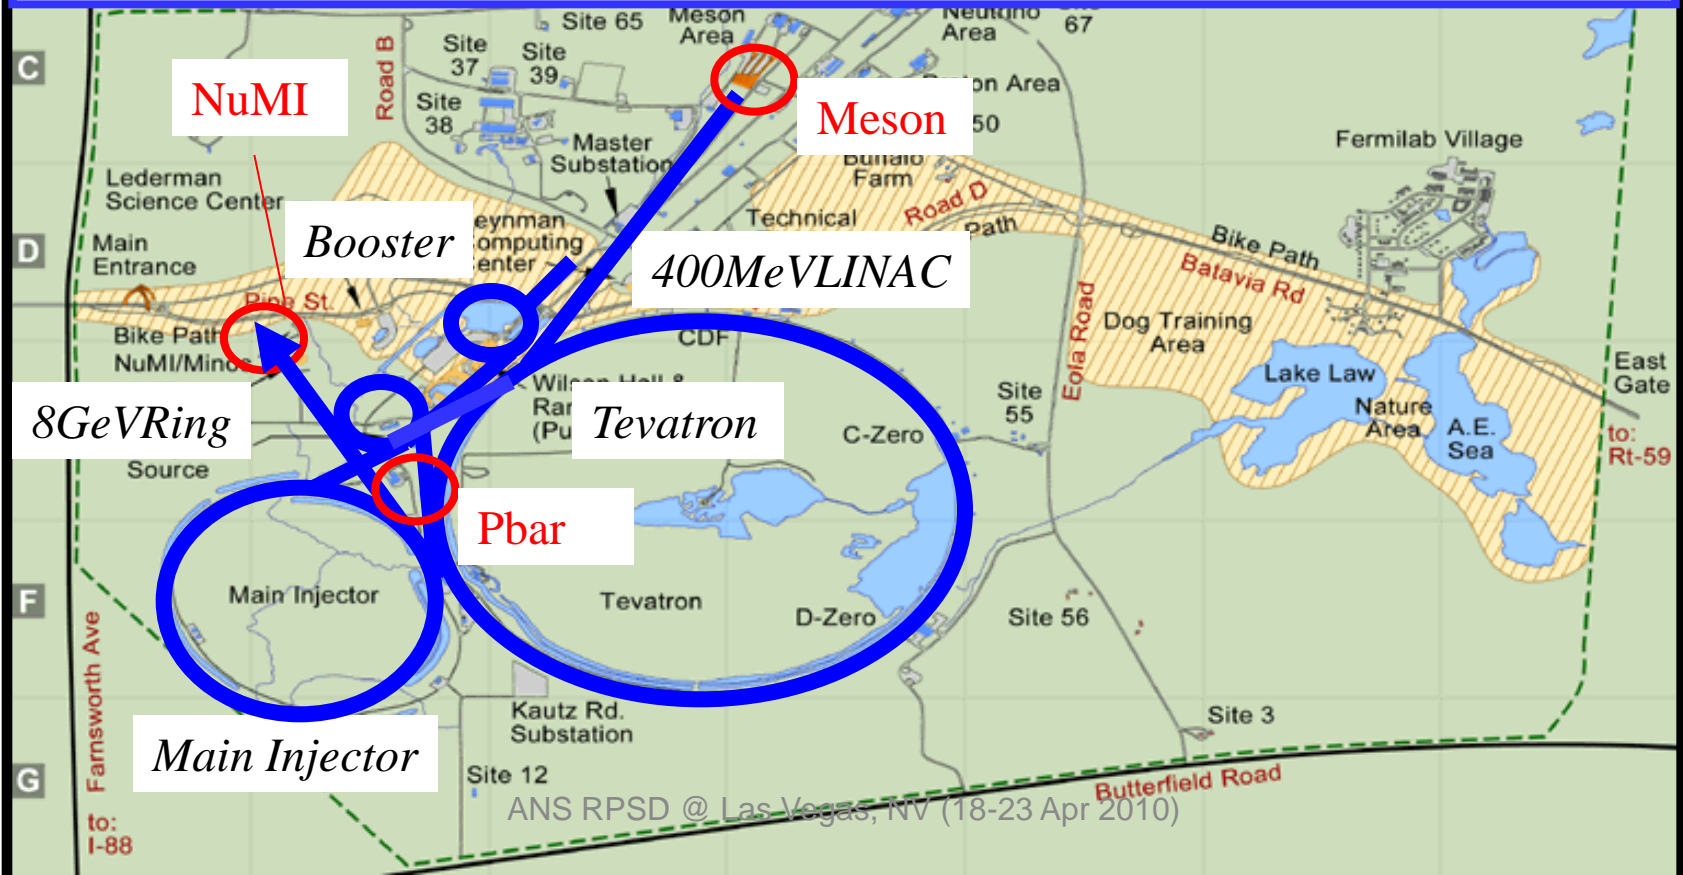 Site 65
Meson
Area
Neutrino
Area
67
C
Road B
Site
37
Site
39
NuMI
Site
38
Meson
on Area
50
Master
Substation
Buffalo
Farm
Fermilab Village
Lederman
Science Center
Road D
Path
Technical
D
Main
Entrance
Booster
eynman
omputing
enter
400MeVLINAC
Bike Path
Batavia Rd
Pine St.
Bike Path
NuMI/Minos
CDF
Eola Road
Dog Training
Area
East
Gate
8GeVRing
Wilson Hall &
(Pu
Tevatron
Site
55
Lake Law
Nature
Area
A.E.
Sea
C-Zero
to:
Rt-59
Source
Pbar
F
Main Injector
Tevatron
D-Zero
Site 56
Farnsworth Ave
to:
I-88
Main Injector
Kautz Rd.
Substation
Site 3
G
Site 12
Butterfield Road
ANS RPSD @ Las Vegas, NV (18-23 Apr 2010)